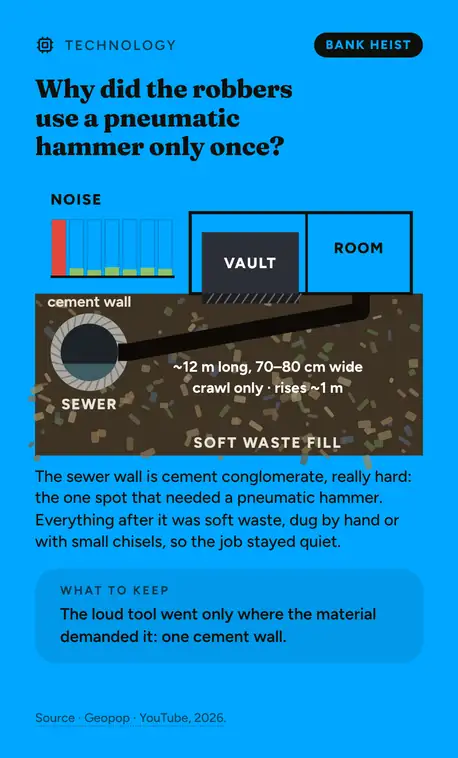 TECHNOLOGY
BANK HEIST
Why did the robbers
use a pneumatic
hammer only once?
NOISE
VAULT
ROOM
cement wall
~12 m long, 70–80 cm wide
crawl only · rises ~1 m
SEWER
SOFT WASTE FILL
The sewer wall is cement conglomerate, really hard:
the one spot that needed a pneumatic hammer.
Everything after it was soft waste, dug by hand or
with small chisels, so the job stayed quiet.
WHAT TO KEEP
The loud tool went only where the material
demanded it: one cement wall.
Source · Geopop · YouTube, 2026.